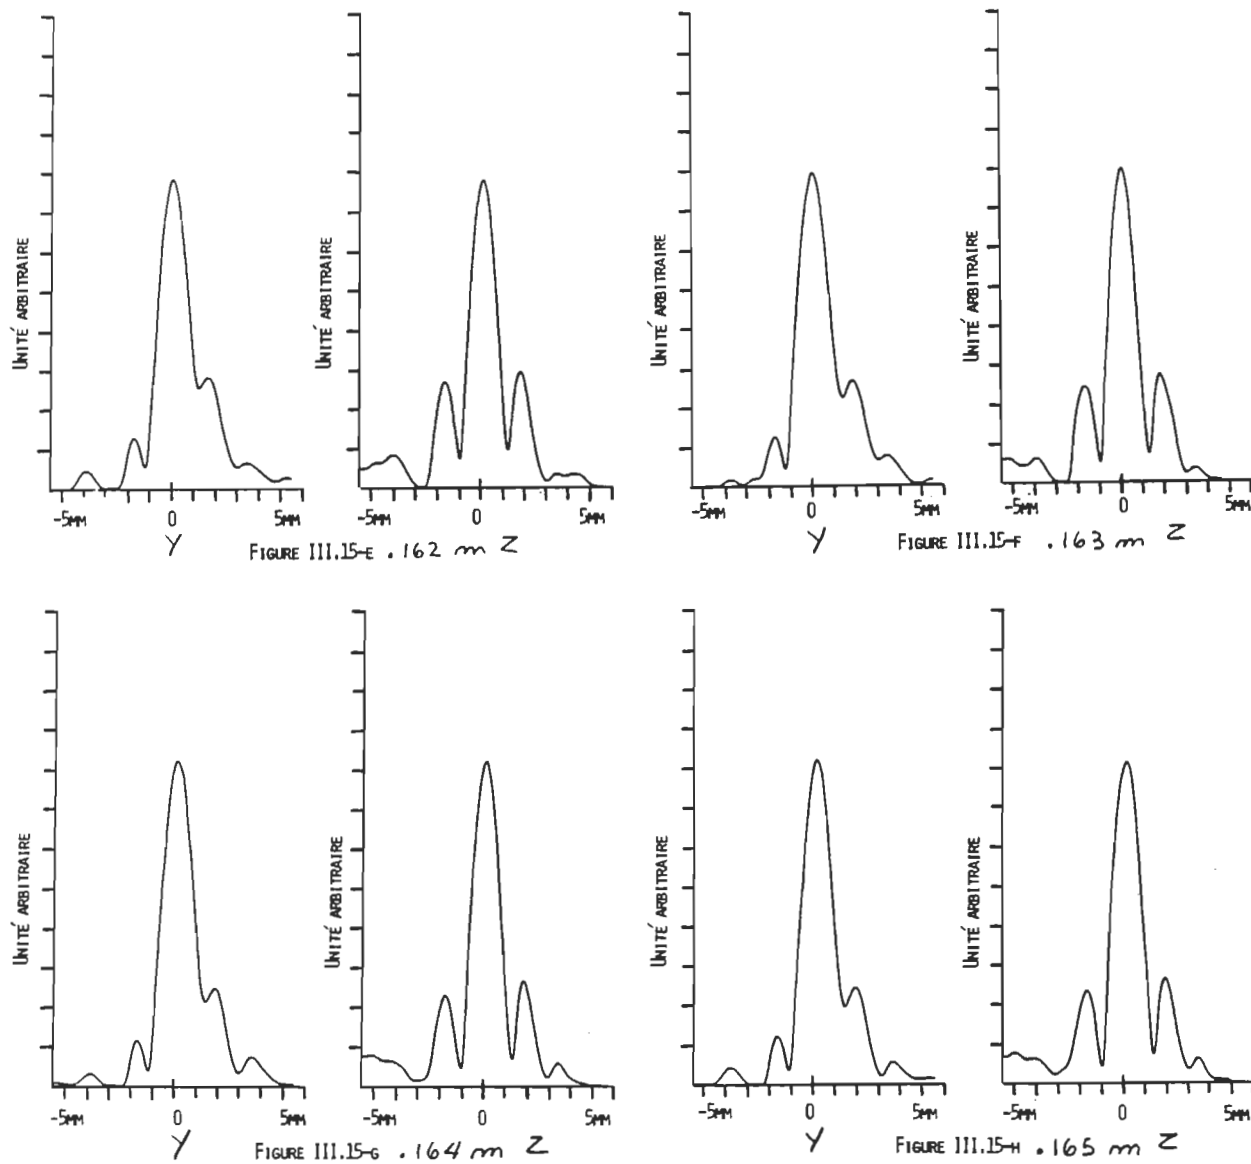 UNITÉ ARBITRAIRE
-5MM 0 5MM
Y
UNITÉ ARBITRAIRE
-5MM 0 5MM
Z
FIGURE III.15-E .162 m
UNITÉ ARBITRAIRE
-5MM 0 5MM
Y
UNITÉ ARBITRAIRE
-5MM 0 5MM
Z
FIGURE III.15-F .163 m
UNITÉ ARBITRAIRE
-5MM 0 5MM
Y
UNITÉ ARBITRAIRE
-5MM 0 5MM
Z
FIGURE III.15-G .164 m
UNITÉ ARBITRAIRE
-5MM 0 5MM
Y
UNITÉ ARBITRAIRE
-5MM 0 5MM
Z
FIGURE III.15-H .165 m